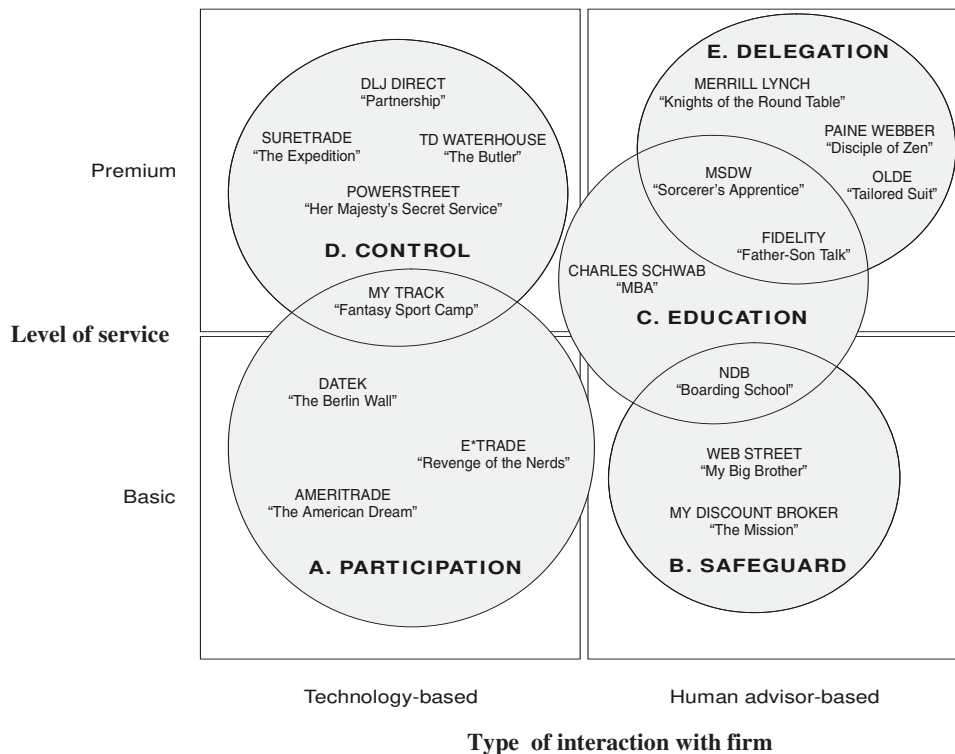 E. DELEGATION
DLJ DIRECT
“Partnership”
MERRILL LYNCH
“Knights of the Round Table”
SURETRADE
“The Expedition”
TD WATERHOUSE
“The Butler”
PAINE WEBBER
“Disciple of Zen”
Premium
MSDW
“Sorcerer’s Apprentice”
OLDE
“Tailored Suit”
POWERSTREET
“Her Majesty’s Secret Service”
D. CONTROL
FIDELITY
“Father-Son Talk”
CHARLES SCHWAB
“MBA”
MY TRACK
“Fantasy Sport Camp”
C. EDUCATION
Level of service
DATEK
“The Berlin Wall”
NDB
“Boarding School”
E*TRADE
“Revenge of the Nerds”
WEB STREET
“My Big Brother”
Basic
AMERITRADE
“The American Dream”
MY DISCOUNT BROKER
“The Mission”
A. PARTICIPATION
B. SAFEGUARD
Technology-based
Human advisor-based
Type of interaction with firm